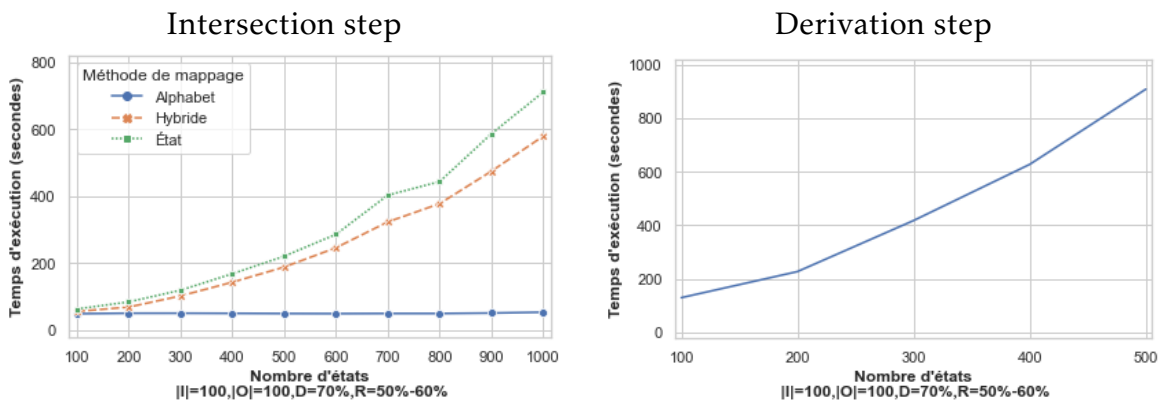 Intersection step
800
600
400
200
0
Temps d'exécution (secondes)
Méthode de mappage
Alphabet
Hybride
État
100 200 300 400 500 600 700 800 900 1000
Nombre d'états
|I|=100,|O|=100,D=70%,R=50%-60%
Derivation step
1000
800
600
400
200
0
Temps d'exécution (secondes)
100 200 300 400 500
Nombre d'états
|I|=100,|O|=100,D=70%,R=50%-60%